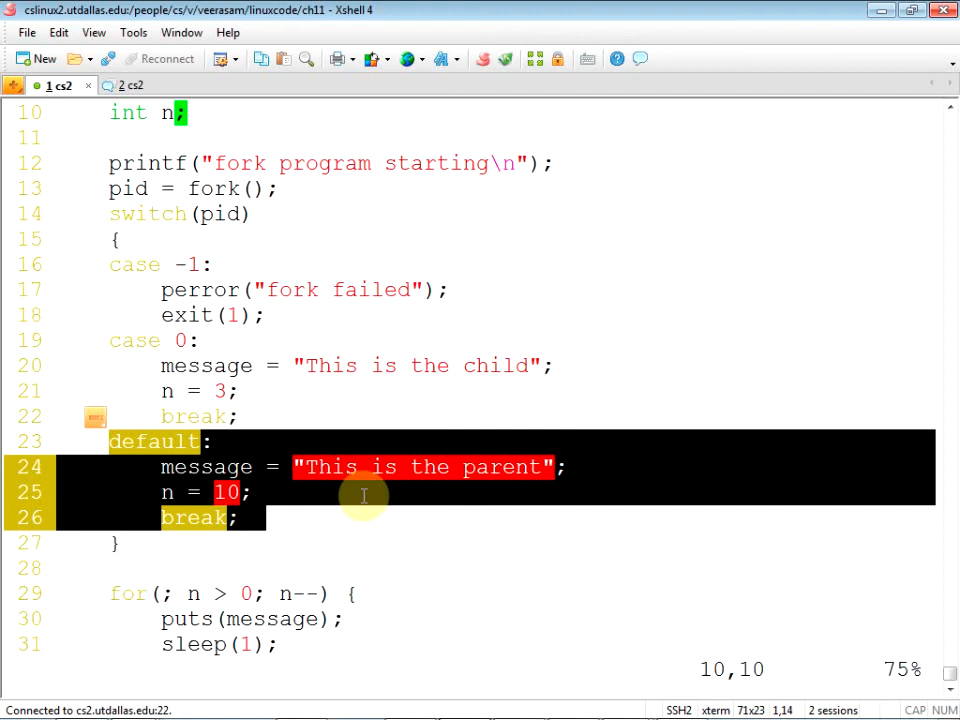 cslinux2.utdallas.edu:/people/cs/v/veerasam/linuxcode/ch11 - Xshell 4
File Edit View Tools Window Help
New Reconnect
1 cs2 × 2 cs2
10 int n;
11
12 printf("fork program starting\n");
13 pid = fork();
14 switch(pid)
15 {
16 case -1:
17 perror("fork failed");
18 exit(1);
19 case 0:
20 message = "This is the child";
21 n = 3;
22 break;
23 default:
24 message = "This is the parent";
25 n = 10;
26 break;
27 }
28
29 for(; n > 0; n--) {
30 puts(message);
31 sleep(1);
10,10 75%
Connected to cs2.utdallas.edu:22. SSH2 xterm 71x23 1,14 2 sessions CAP NUM